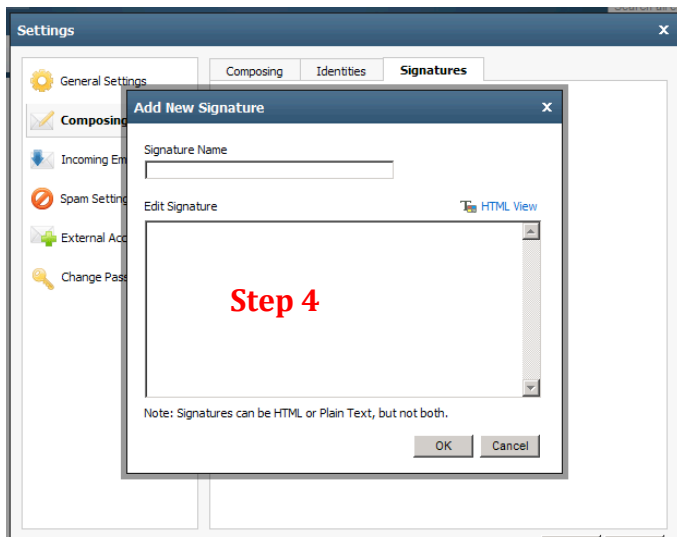 Settings
x
General Settings
Composing
Incoming Em
Spam Setting
External Acc
Change Pass
Composing
Identities
Signatures
Add New Signature
x
Signature Name
Edit Signature
HTML View
Step 4
Note: Signatures can be HTML or Plain Text, but not both.
OK
Cancel